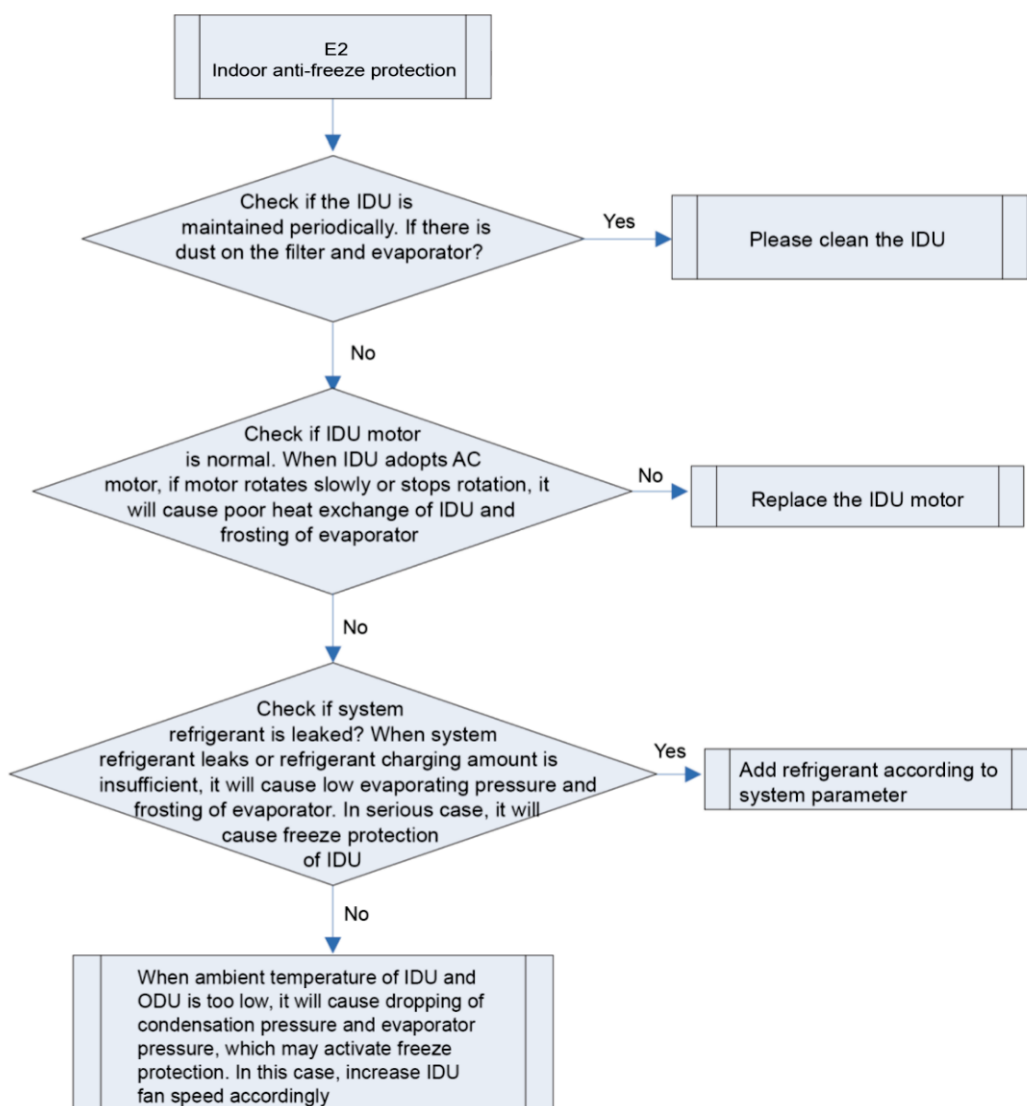 E2
Indoor anti-freeze protection
Check if the IDU is
maintained periodically. If there is
dust on the filter and evaporator?
Yes
Please clean the IDU
No
Check if IDU motor
is normal. When IDU adopts AC
motor, if motor rotates slowly or stops rotation, it
will cause poor heat exchange of IDU and
frosting of evaporator
No
Replace the IDU motor
No
Check if system
refrigerant is leaked? When system
refrigerant leaks or refrigerant charging amount is
insufficient, it will cause low evaporating pressure and
frosting of evaporator. In serious case, it will
cause freeze protection
of IDU
Yes
Add refrigerant according to
system parameter
No
When ambient temperature of IDU and
ODU is too low, it will cause dropping of
condensation pressure and evaporator
pressure, which may activate freeze
protection. In this case, increase IDU
fan speed accordingly